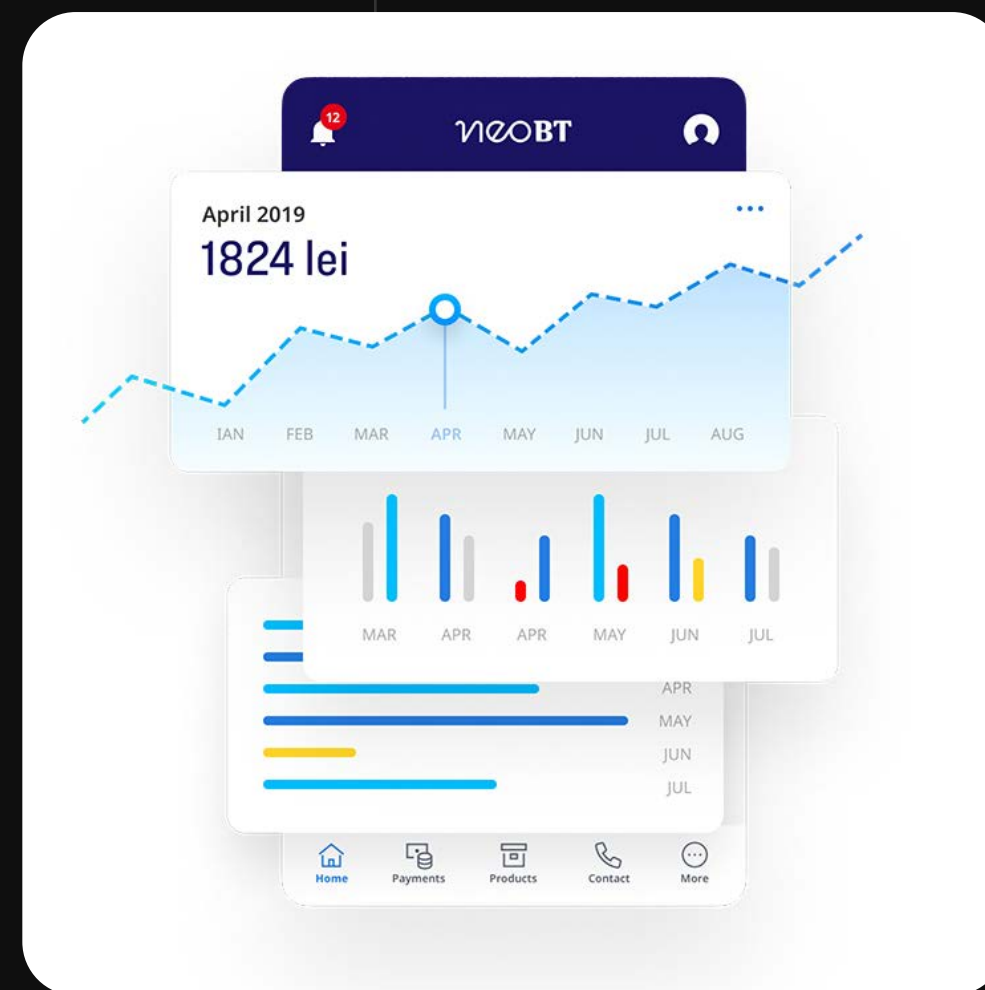 12
neoBT
April 2019
1824 lei
IAN FEB MAR APR MAY JUN JUL AUG
MAR APR APR MAY JUN JUL
APR
MAY
JUN
JUL
Home Payments Products Contact More